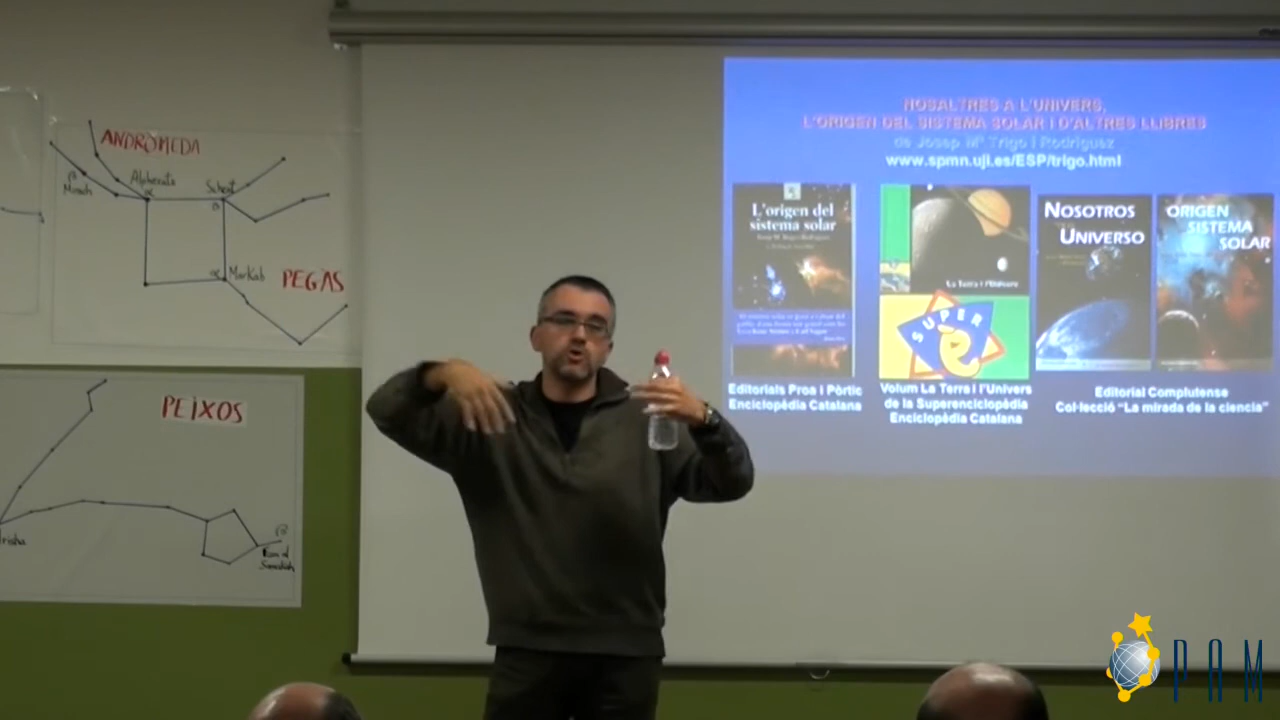 ANDRÒMEDA
β
Mirach
Alpheratz
α
Scheat
β
α Markab
PEGÀS
PEIXOS
NOSALTRES A L'UNIVERS,
L'ORIGEN DEL SISTEMA SOLAR I D'ALTRES LLIBRES
de Josep Mª Trigo i Rodríguez
www.spmn.uji.es/ESP/trigo.html
L'origen del
sistema solar
La Terra i l'Univers
SUPER
NOSOTROS
UNIVERSO
ORIGEN
SISTEMA
SOLAR
Editorials Proa i Pòrtic
Enciclopèdia Catalana
Volum La Terra i l'Univers
de la Superenciclopèdia
Enciclopèdia Catalana
Editorial Complutense
Col·lecció "La mirada de la ciencia"
PAM